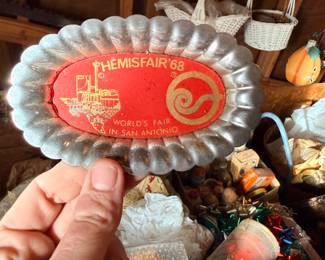 HEMISFAIR '68
WORLD'S FAIR
IN SAN ANTONIO